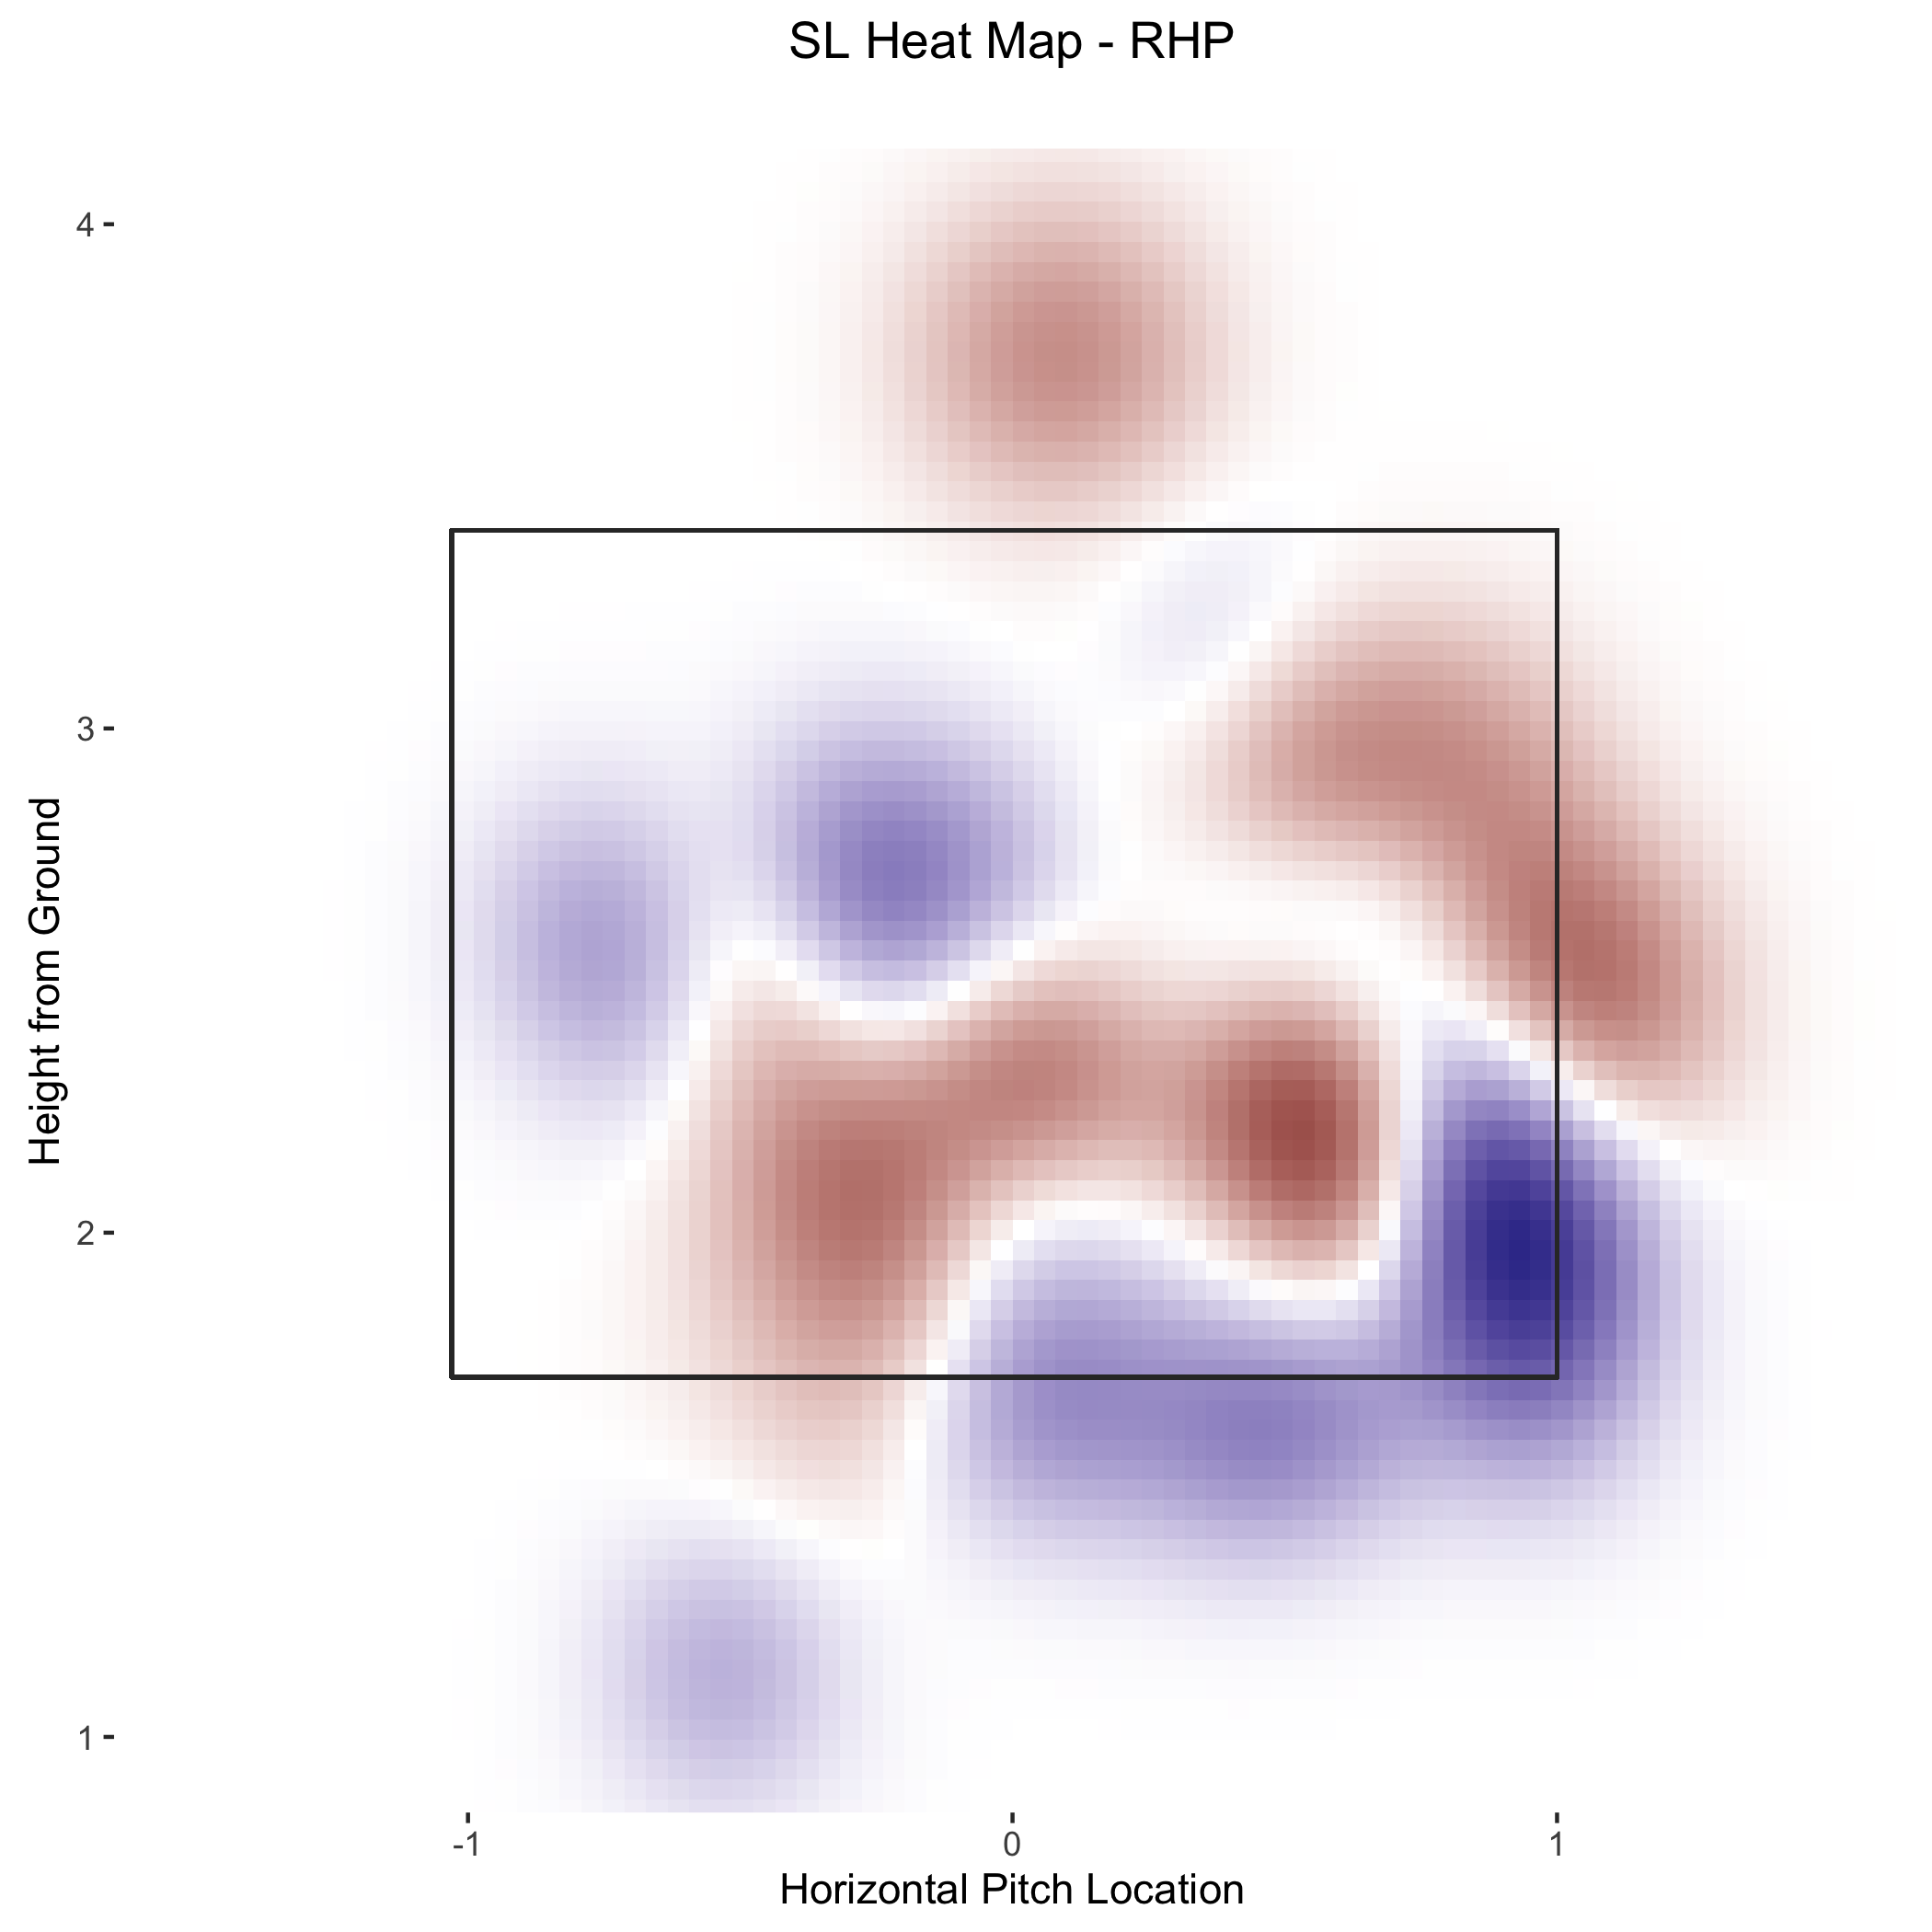 SL Heat Map - RHP
4
3
2
1
Height from Ground
-1 0 1
Horizontal Pitch Location